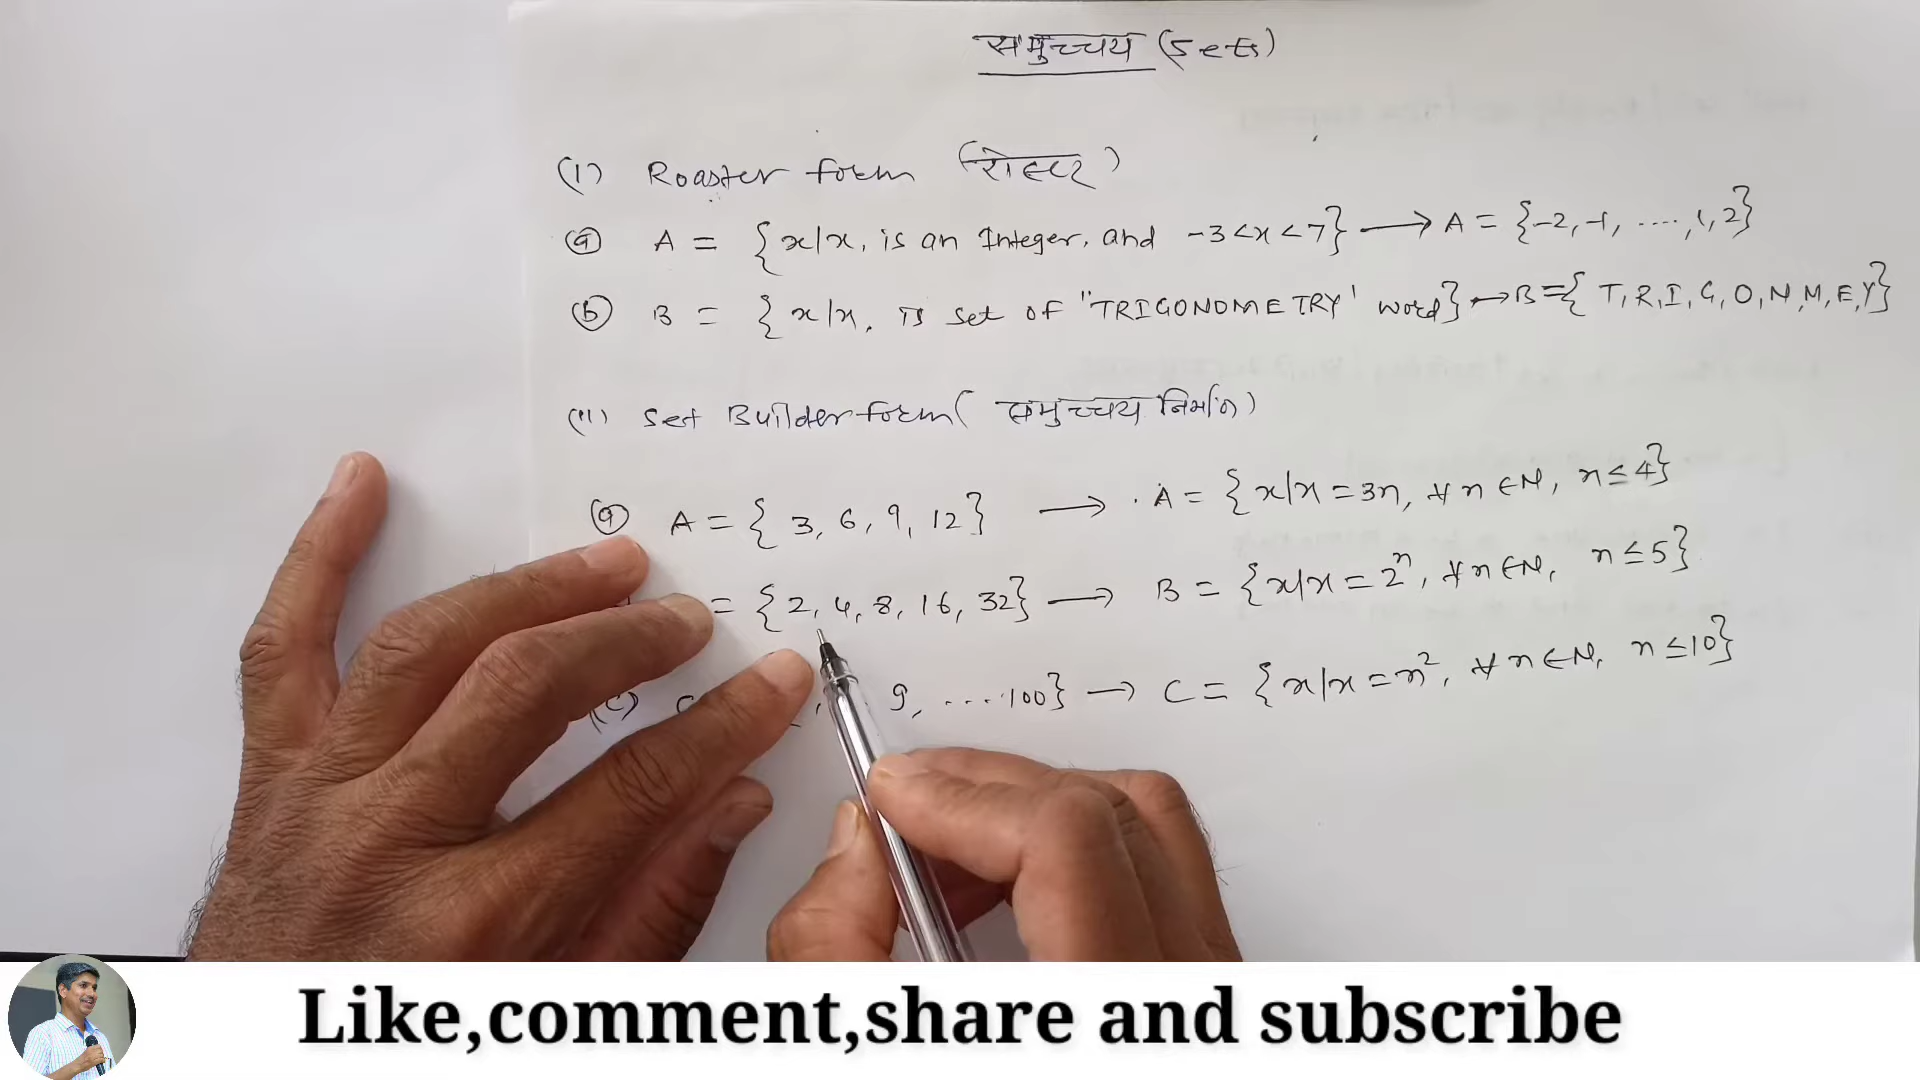 समुच्चय (Sets)
(I) Roaster form (रोस्टर)
(a) A = {x/x, is an Integer, and -3<x<7} → A = {-2,-1, ....,1,2}
(b) B = {x/x, is set of "TRIGONOMETRY' word} → B={ T,R,I,G,O,N,M,E,Y}
(II) Set Builder form( समुच्चय निर्माण)
(a) A = { 3, 6, 9, 12} → A = {x/x = 3n, ∀ n ∈ N, n ≤ 4}
= {2, 4, 8, 16, 32} → B = {x/x = 2ⁿ, ∀ n ∈ N, n ≤ 5}
(C) 9, ....100} → C = {x/x = n², ∀ n ∈ N, n ≤ 10}
Like,comment,share and subscribe